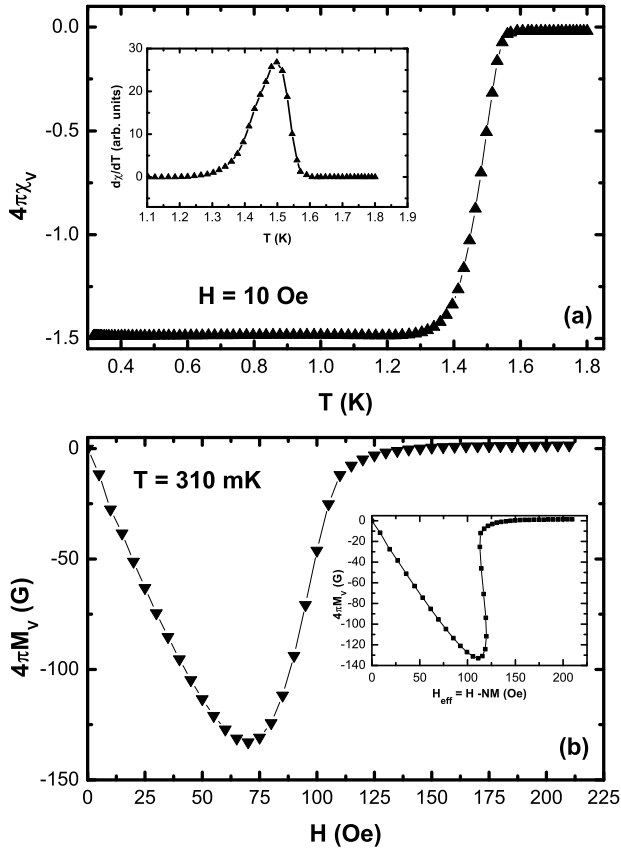 0.0
-0.5
-1.0
-1.5
4πχV
30
20
10
0
dχ/dT (arb. units)
1.1 1.2 1.3 1.4 1.5 1.6 1.7 1.8 1.9
T (K)
H = 10 Oe
(a)
0.4 0.6 0.8 1.0 1.2 1.4 1.6 1.8
T (K)
0
-50
-100
-150
4πMV (G)
T = 310 mK
0
-20
-40
-60
-80
-100
-120
-140
4πMV (G)
0 50 100 150 200
Heff = H -NM (Oe)
(b)
0 25 50 75 100 125 150 175 200 225
H (Oe)